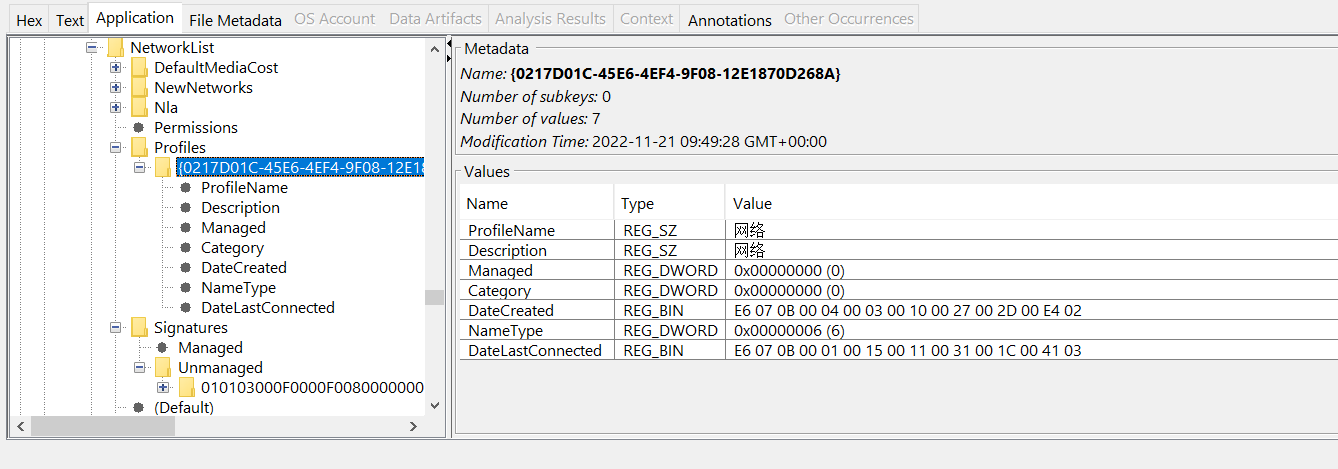 Hex Text Application File Metadata OS Account Data Artifacts Analysis Results Context Annotations Other Occurrences
NetworkList
DefaultMediaCost
NewNetworks
Nla
Permissions
Profiles
{0217D01C-45E6-4EF4-9F08-12E18
ProfileName
Description
Managed
Category
DateCreated
NameType
DateLastConnected
Signatures
Managed
Unmanaged
010103000F0000F0080000000
(Default)
Metadata
Name: {0217D01C-45E6-4EF4-9F08-12E1870D268A}
Number of subkeys: 0
Number of values: 7
Modification Time: 2022-11-21 09:49:28 GMT+00:00
Values
Name Type Value
ProfileName REG_SZ 网络
Description REG_SZ 网络
Managed REG_DWORD 0x00000000 (0)
Category REG_DWORD 0x00000000 (0)
DateCreated REG_BIN E6 07 0B 00 04 00 03 00 10 00 27 00 2D 00 E4 02
NameType REG_DWORD 0x00000006 (6)
DateLastConnected REG_BIN E6 07 0B 00 01 00 15 00 11 00 31 00 1C 00 41 03